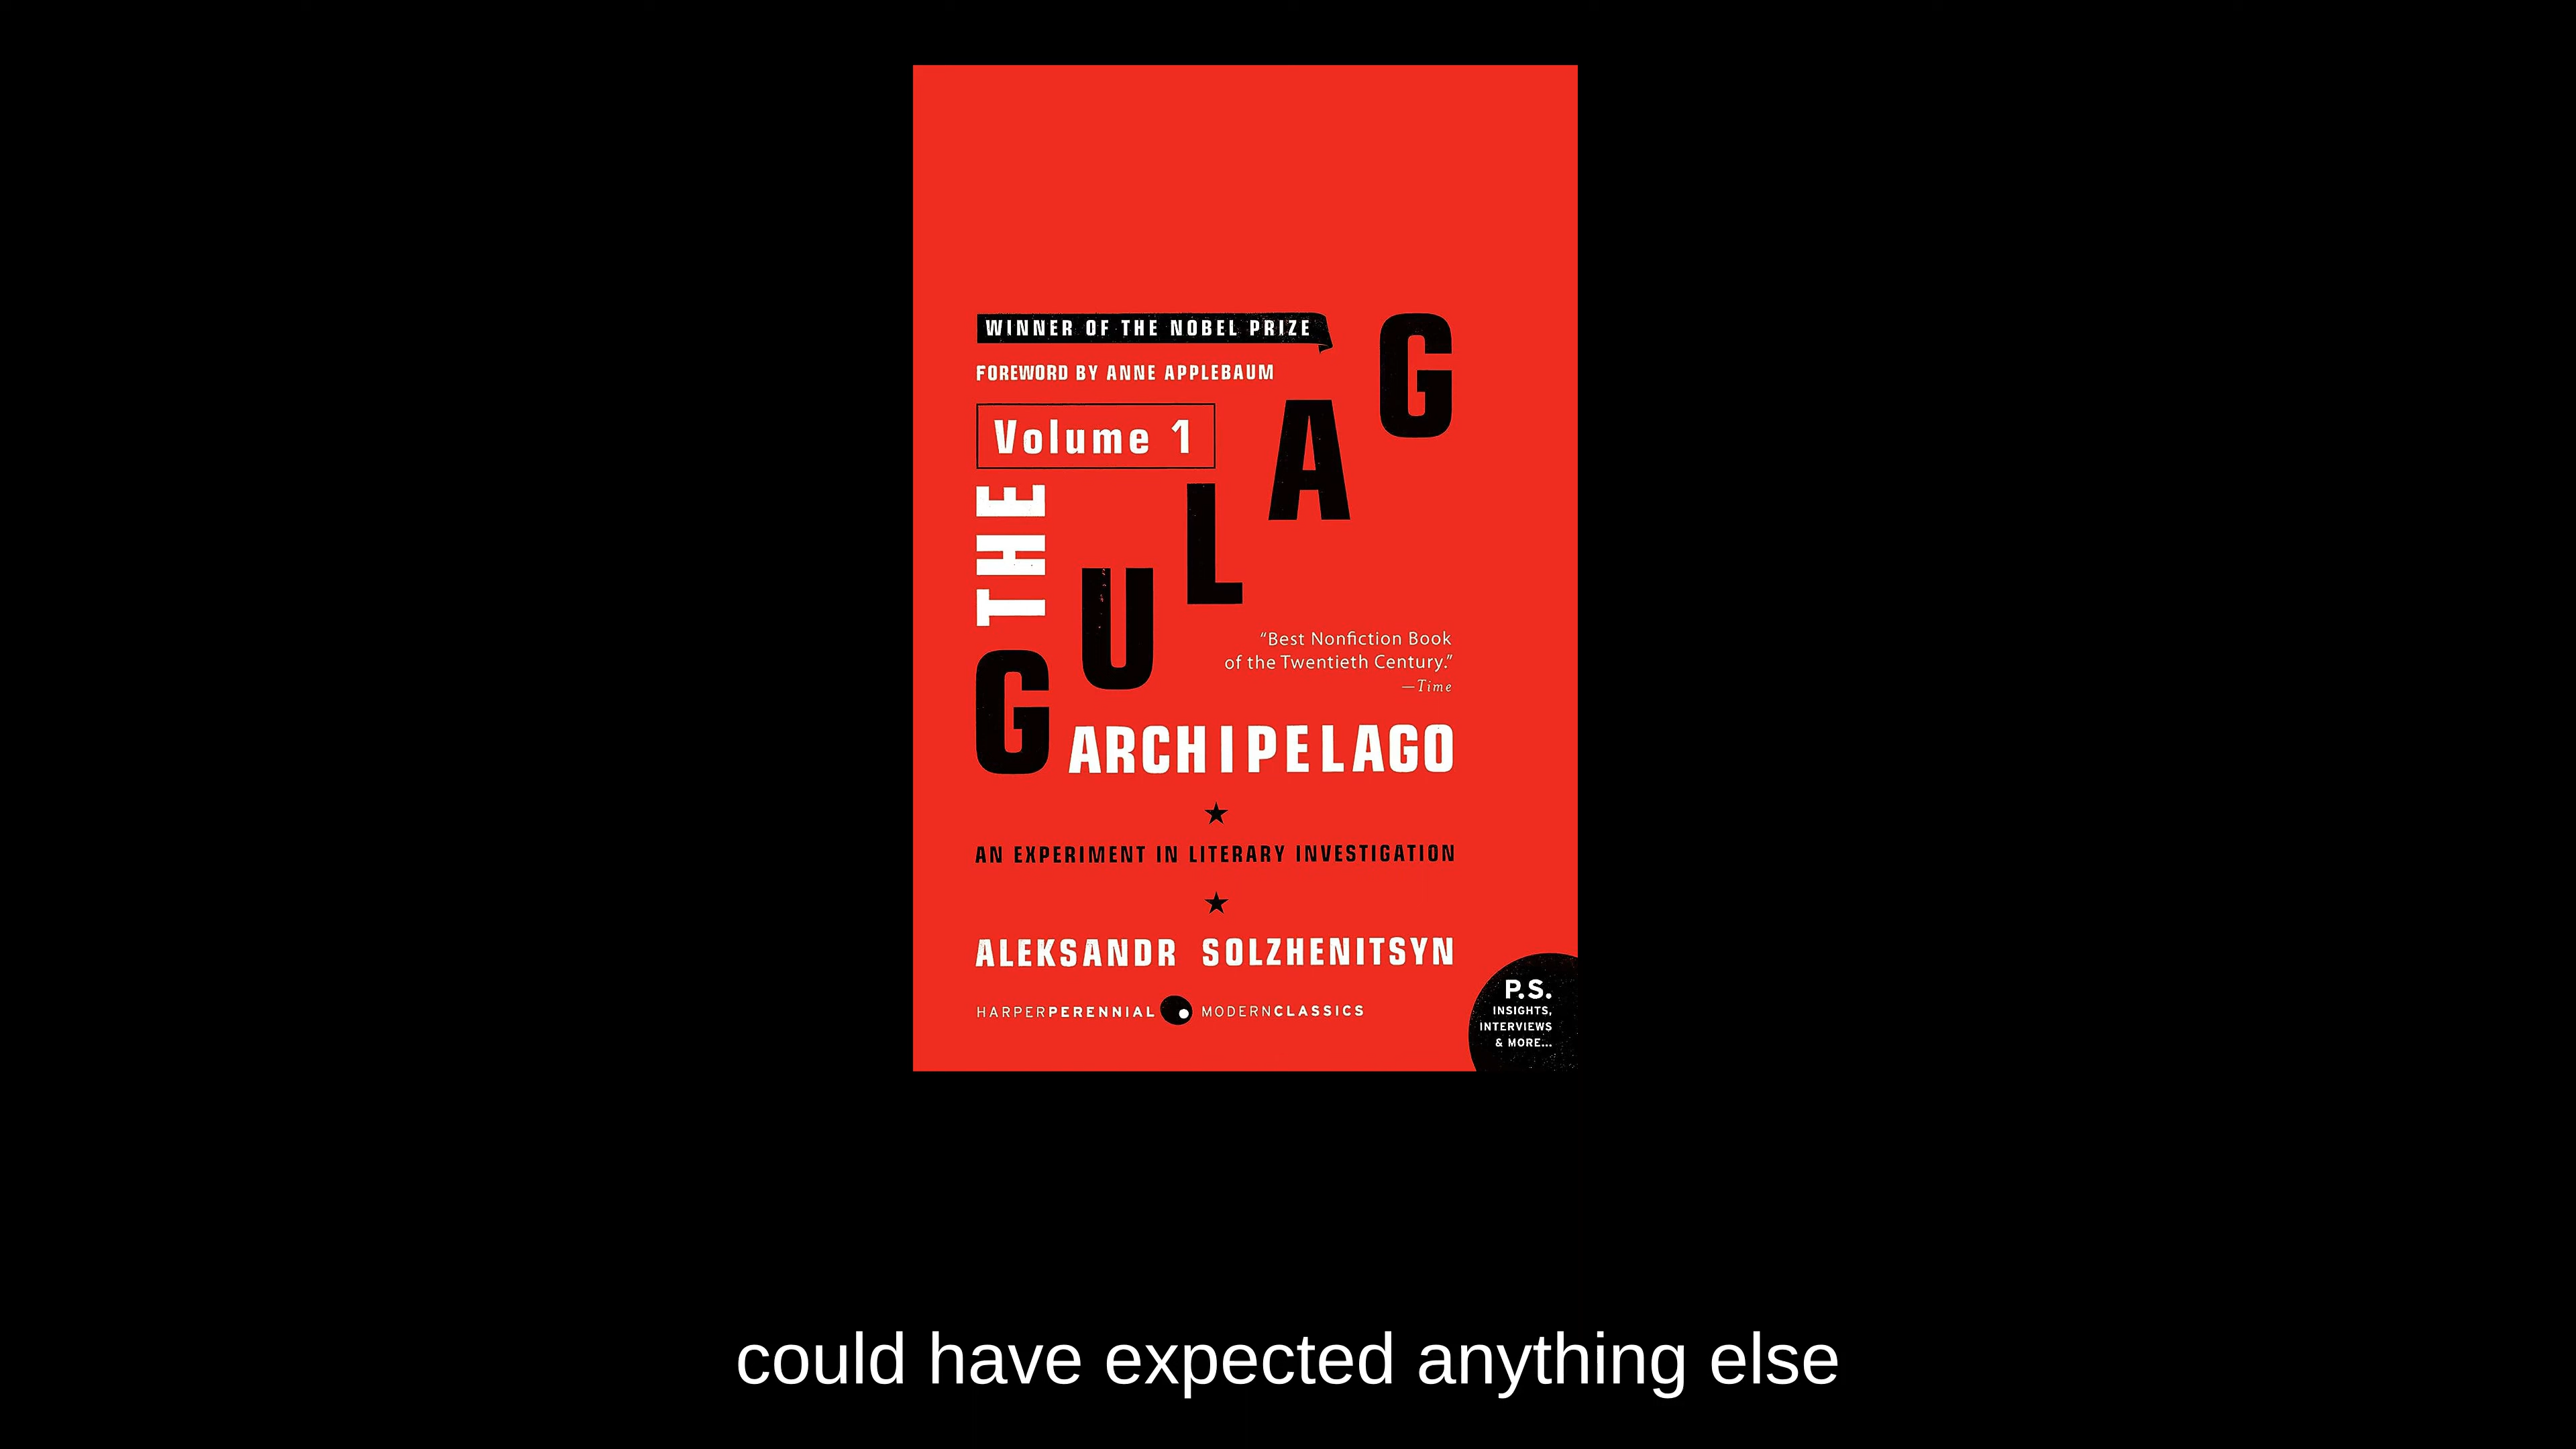 WINNER OF THE NOBEL PRIZE
FOREWORD BY ANNE APPLEBAUM
Volume 1
THE
GULAG
"Best Nonfiction Book
of the Twentieth Century."
—Time
ARCHIPELAGO
AN EXPERIMENT IN LITERARY INVESTIGATION
ALEKSANDR SOLZHENITSYN
HARPERPERENNIAL MODERNCLASSICS
P.S.
INSIGHTS,
INTERVIEWS
& MORE...
could have expected anything else